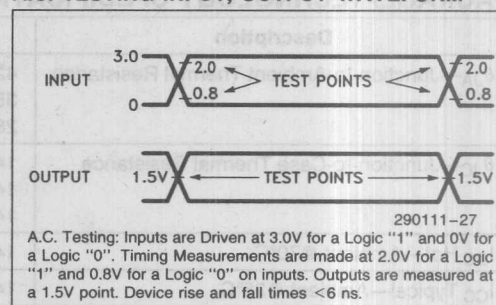 Description
3.0
2.0
2.0
INPUT
TEST POINTS
0.8
0.8
0
OUTPUT
1.5V
TEST POINTS
1.5V
290111–27
A.C. Testing: Inputs are Driven at 3.0V for a Logic "1" and 0V for
a Logic "0". Timing Measurements are made at 2.0V for a Logic
"1" and 0.8V for a Logic "0" on inputs. Outputs are measured at
a 1.5V point. Device rise and fall times <6 ns.